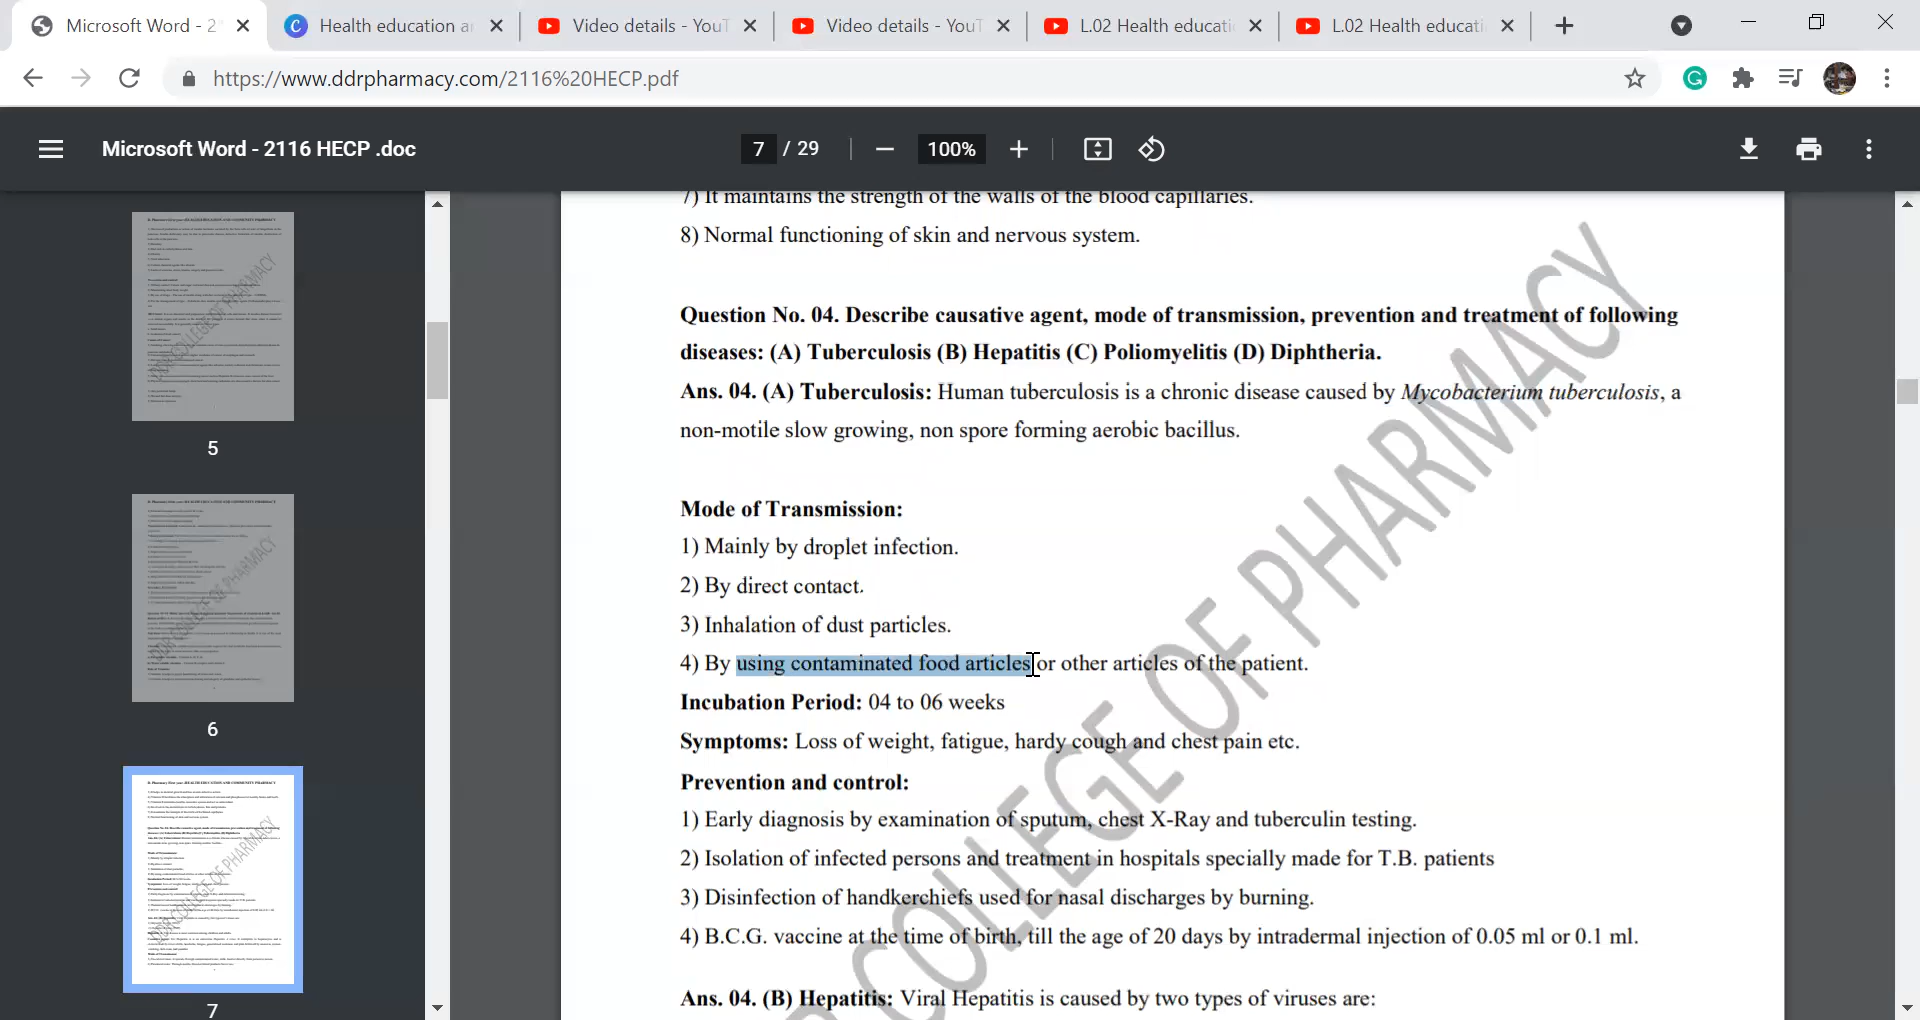 Microsoft Word - 2
Health education a
Video details - YouT
Video details - YouT
L.02 Health educati
L.02 Health educati
https://www.ddrpharmacy.com/2116%20HECP.pdf
Microsoft Word - 2116 HECP .doc
7 / 29
100%
5
6
7
7) It maintains the strength of the walls of the blood capillaries.
8) Normal functioning of skin and nervous system.
Question No. 04. Describe causative agent, mode of transmission, prevention and treatment of following
diseases: (A) Tuberculosis (B) Hepatitis (C) Poliomyelitis (D) Diphtheria.
Ans. 04. (A) Tuberculosis: Human tuberculosis is a chronic disease caused by Mycobacterium tuberculosis, a
non-motile slow growing, non spore forming aerobic bacillus.
Mode of Transmission:
1) Mainly by droplet infection.
2) By direct contact.
3) Inhalation of dust particles.
4) By using contaminated food articles or other articles of the patient.
Incubation Period: 04 to 06 weeks
Symptoms: Loss of weight, fatigue, hardy cough and chest pain etc.
Prevention and control:
1) Early diagnosis by examination of sputum, chest X-Ray and tuberculin testing.
2) Isolation of infected persons and treatment in hospitals specially made for T.B. patients
3) Disinfection of handkerchiefs used for nasal discharges by burning.
4) B.C.G. vaccine at the time of birth, till the age of 20 days by intradermal injection of 0.05 ml or 0.1 ml.
Ans. 04. (B) Hepatitis: Viral Hepatitis is caused by two types of viruses are:
COLLEGE OF PHARMACY